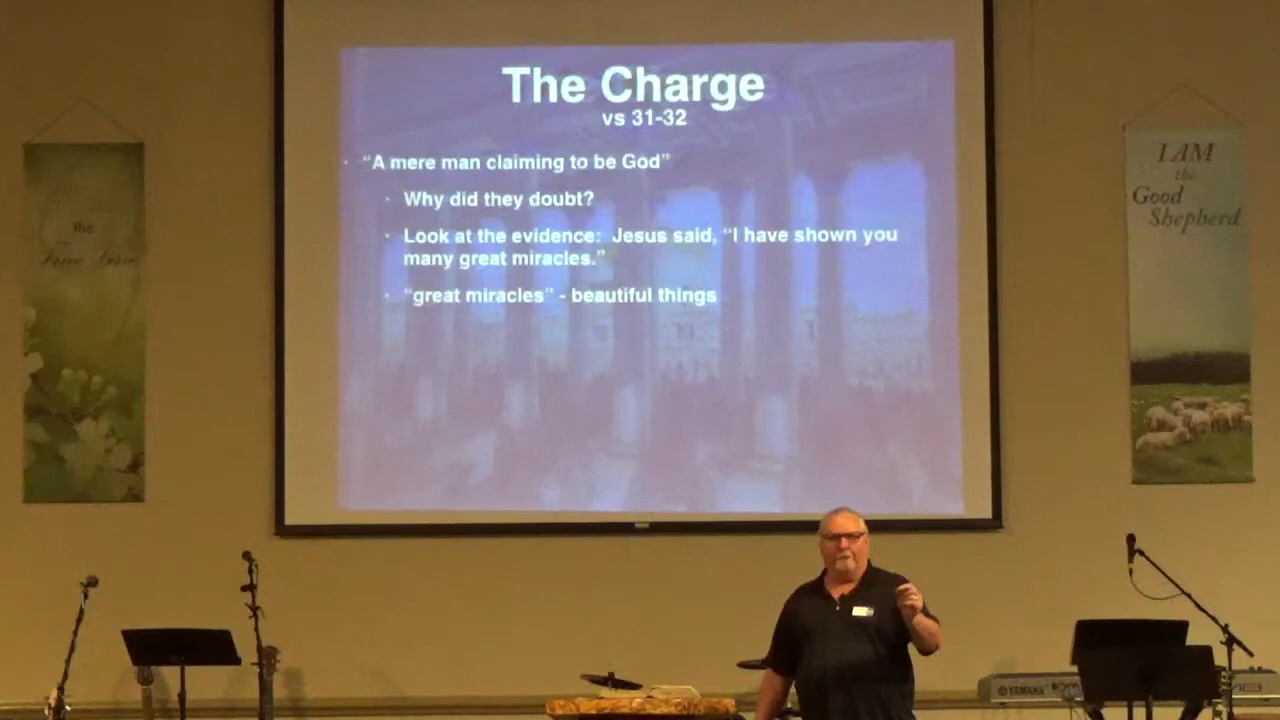 The Charge
vs 31-32
“A mere man claiming to be God”
Why did they doubt?
Look at the evidence: Jesus said, “I have shown you
many great miracles.”
“great miracles” - beautiful things
the
I AM
the
Good
Shepherd
YAMAHA